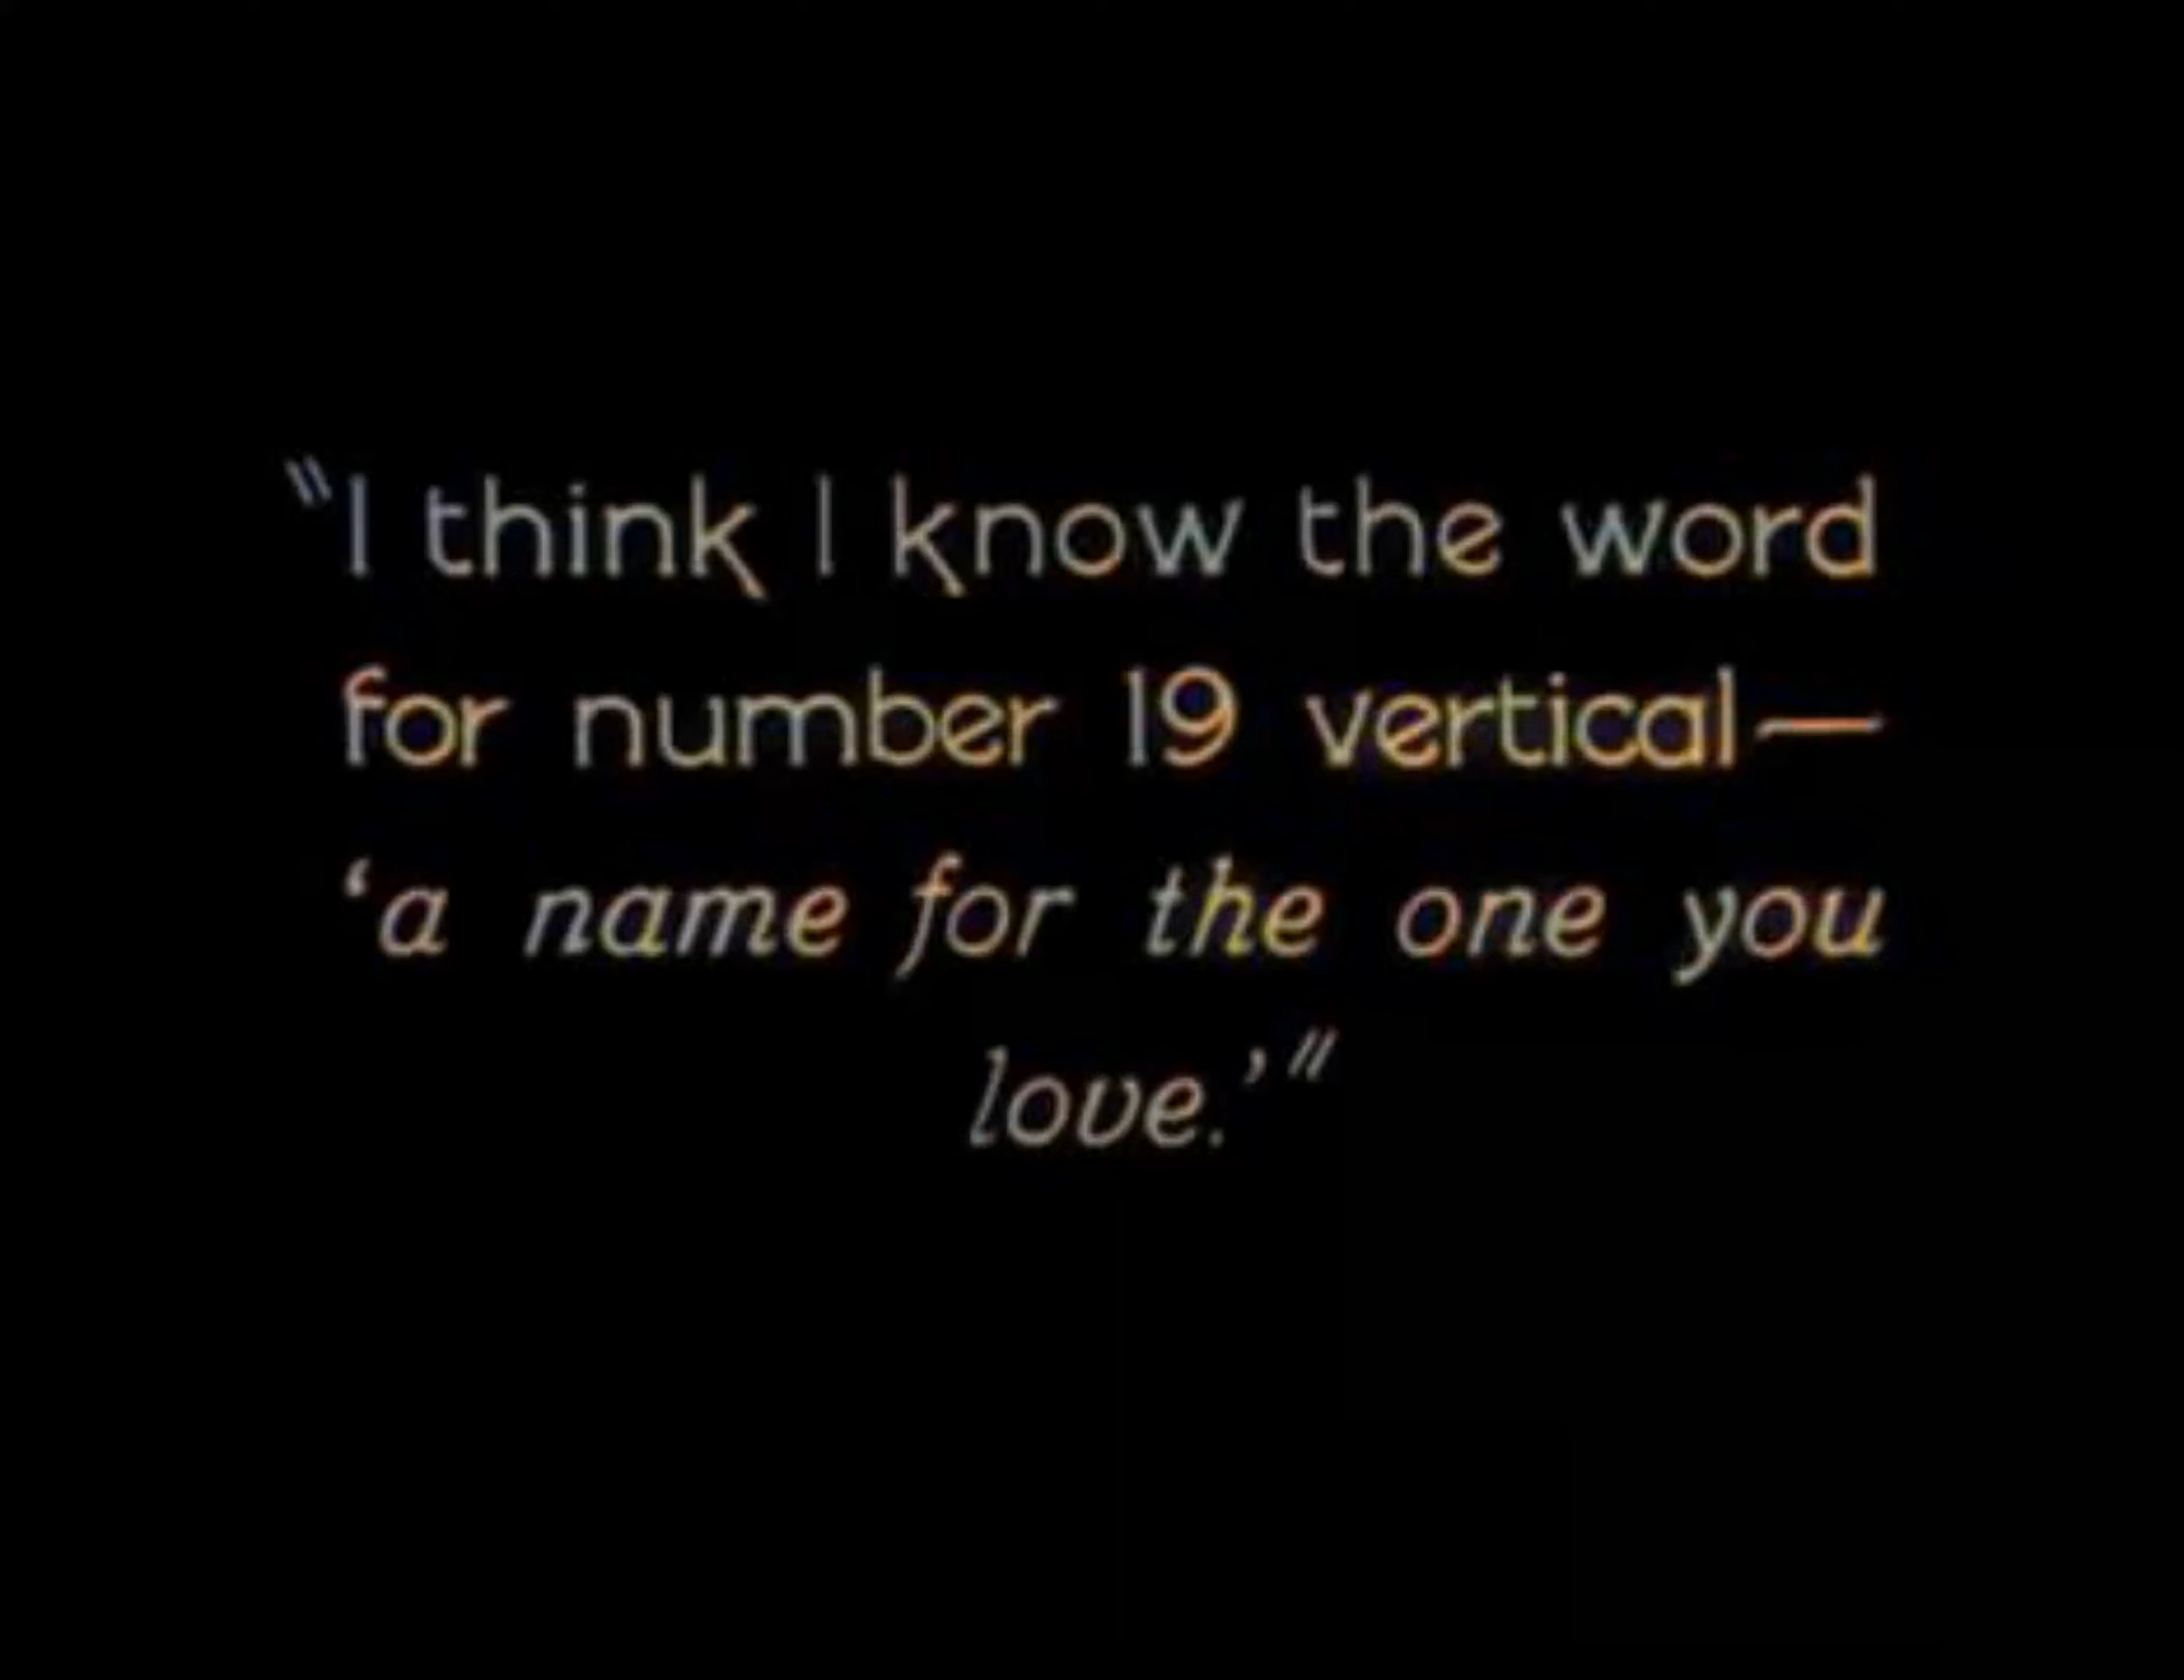 "I think I know the word
for number 19 vertical—
‘a name for the one you
love.’"